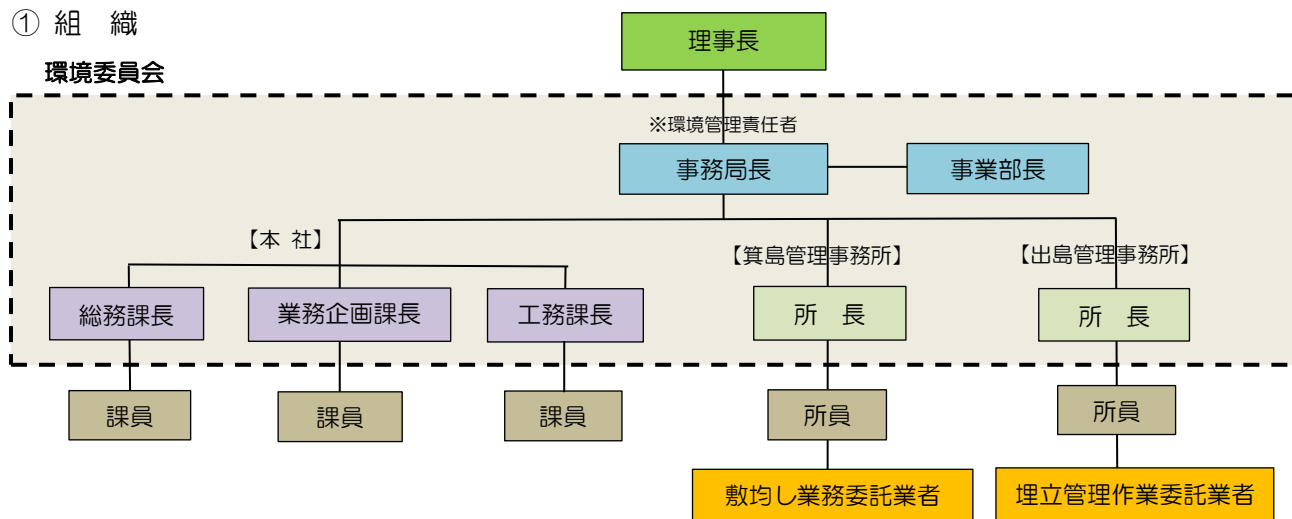 ① 組　織
理事長
環境委員会
※環境管理責任者
事務局長
事業部長
【本 社】
【箕島管理事務所】
【出島管理事務所】
総務課長
業務企画課長
工務課長
所　長
所　長
課員
課員
課員
所員
所員
敷均し業務委託業者
埋立管理作業委託業者